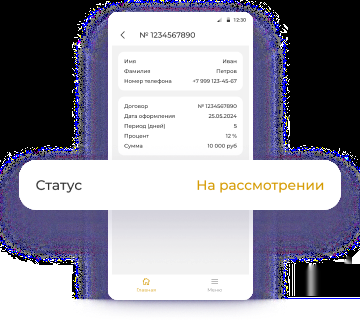 12:30
№ 1234567890
Имя Иван
Фамилия Петров
Номер телефона +7 999 123-45-67
Договор № 1234567890
Дата оформления 25.05.2024
Период (дней) 5
Процент 12 %
Сумма 10 000 руб
Статус На рассмотрении
Главная Меню